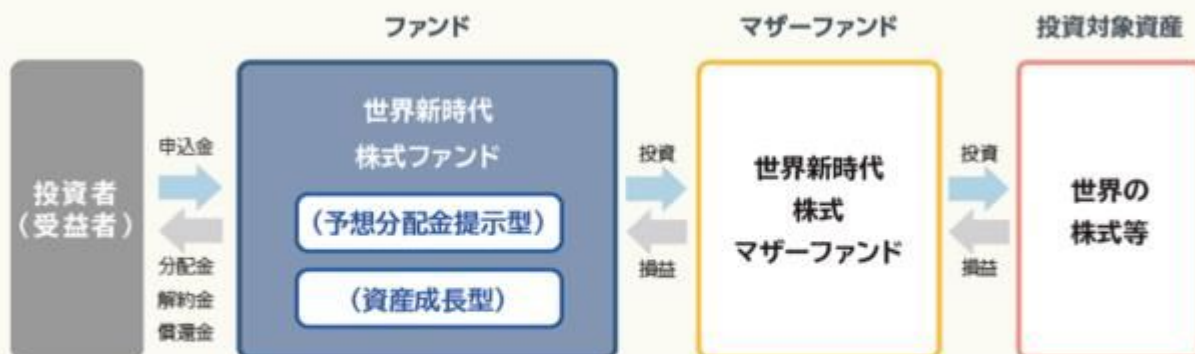 ファンド
マザーファンド
投資対象資産
投資者
(受益者)
申込金
分配金
解約金
償還金
世界新時代
株式ファンド
(予想分配金提示型)
(資産成長型)
投資
損益
世界新時代
株式
マザーファンド
投資
損益
世界の
株式等